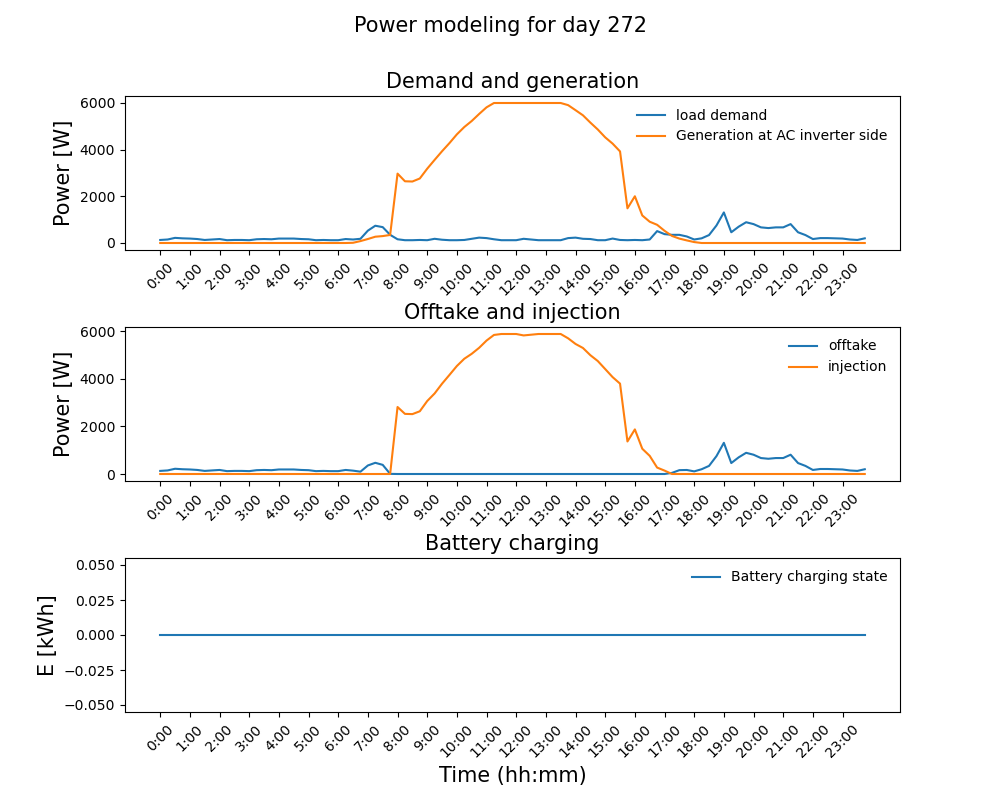 Power modeling for day 272
Demand and generation
Power [W]
6000
4000
2000
0
load demand
Generation at AC inverter side
0:00 1:00 2:00 3:00 4:00 5:00 6:00 7:00 8:00 9:00 10:00 11:00 12:00 13:00 14:00 15:00 16:00 17:00 18:00 19:00 20:00 21:00 22:00 23:00
Offtake and injection
Power [W]
6000
4000
2000
0
offtake
injection
0:00 1:00 2:00 3:00 4:00 5:00 6:00 7:00 8:00 9:00 10:00 11:00 12:00 13:00 14:00 15:00 16:00 17:00 18:00 19:00 20:00 21:00 22:00 23:00
Battery charging
E [kWh]
0.050
0.025
0.000
−0.025
−0.050
Battery charging state
0:00 1:00 2:00 3:00 4:00 5:00 6:00 7:00 8:00 9:00 10:00 11:00 12:00 13:00 14:00 15:00 16:00 17:00 18:00 19:00 20:00 21:00 22:00 23:00
Time (hh:mm)